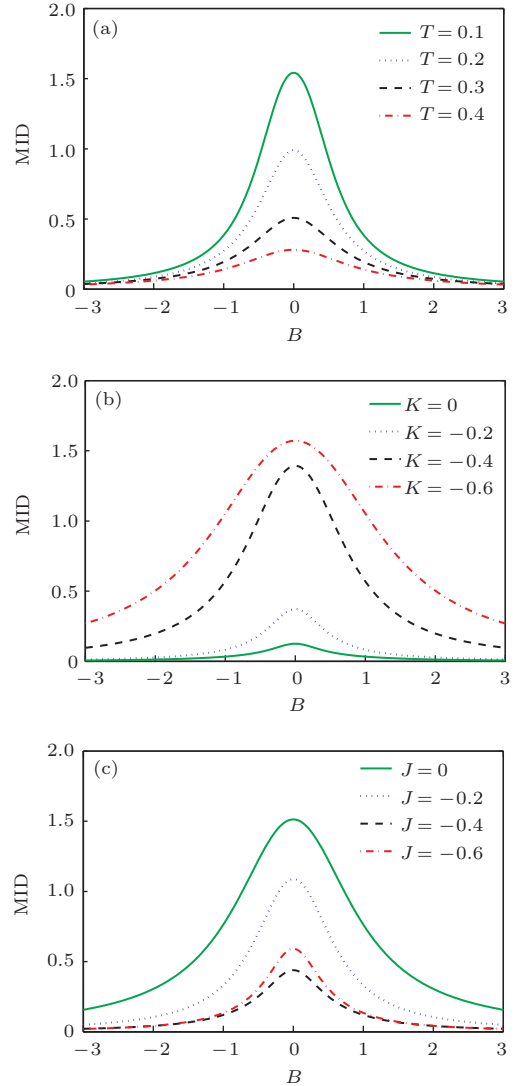 (a)
T = 0.1
T = 0.2
T = 0.3
T = 0.4
2.0
1.5
1.0
0.5
0
MID
−3 −2 −1 0 1 2 3
B
(b)
K = 0
K = −0.2
K = −0.4
K = −0.6
2.0
1.5
1.0
0.5
0
MID
−3 −2 −1 0 1 2 3
B
(c)
J = 0
J = −0.2
J = −0.4
J = −0.6
2.0
1.5
1.0
0.5
0
MID
−3 −2 −1 0 1 2 3
B